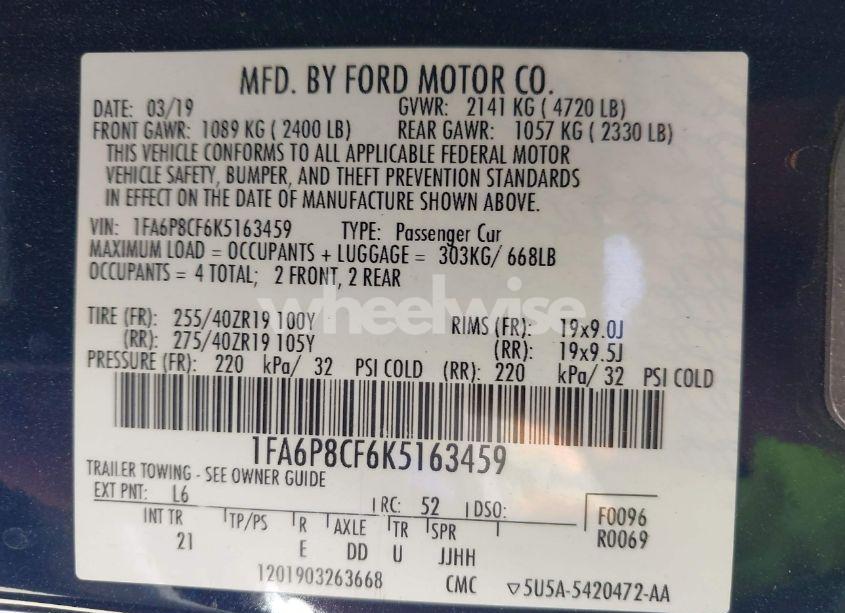 MFD. BY FORD MOTOR CO.
DATE: 03/19 GVWR: 2141 KG ( 4720 LB)
FRONT GAWR: 1089 KG ( 2400 LB) REAR GAWR: 1057 KG ( 2330 LB)
THIS VEHICLE CONFORMS TO ALL APPLICABLE FEDERAL MOTOR
VEHICLE SAFETY, BUMPER, AND THEFT PREVENTION STANDARDS
IN EFFECT ON THE DATE OF MANUFACTURE SHOWN ABOVE.
VIN: 1FA6P8CF6K5163459 TYPE: Passenger Car
MAXIMUM LOAD = OCCUPANTS + LUGGAGE = 303KG/ 668LB
OCCUPANTS = 4 TOTAL; 2 FRONT, 2 REAR
wheelwise
TIRE (FR): 255/40ZR19 100Y RIMS (FR): 19x9.0J
(RR): 275/40ZR19 105Y (RR): 19x9.5J
PRESSURE (FR): 220 kPa/ 32 PSI COLD (RR): 220 kPa/ 32 PSI COLD
1FA6P8CF6K5163459
TRAILER TOWING - SEE OWNER GUIDE
EXT PNT: L6 RC: 52 DSO: F0096
INT TR TP/PS R AXLE TR SPR R0069
21 E DD U JJHH
1201903263668 CMC ▽5U5A-5420472-AA